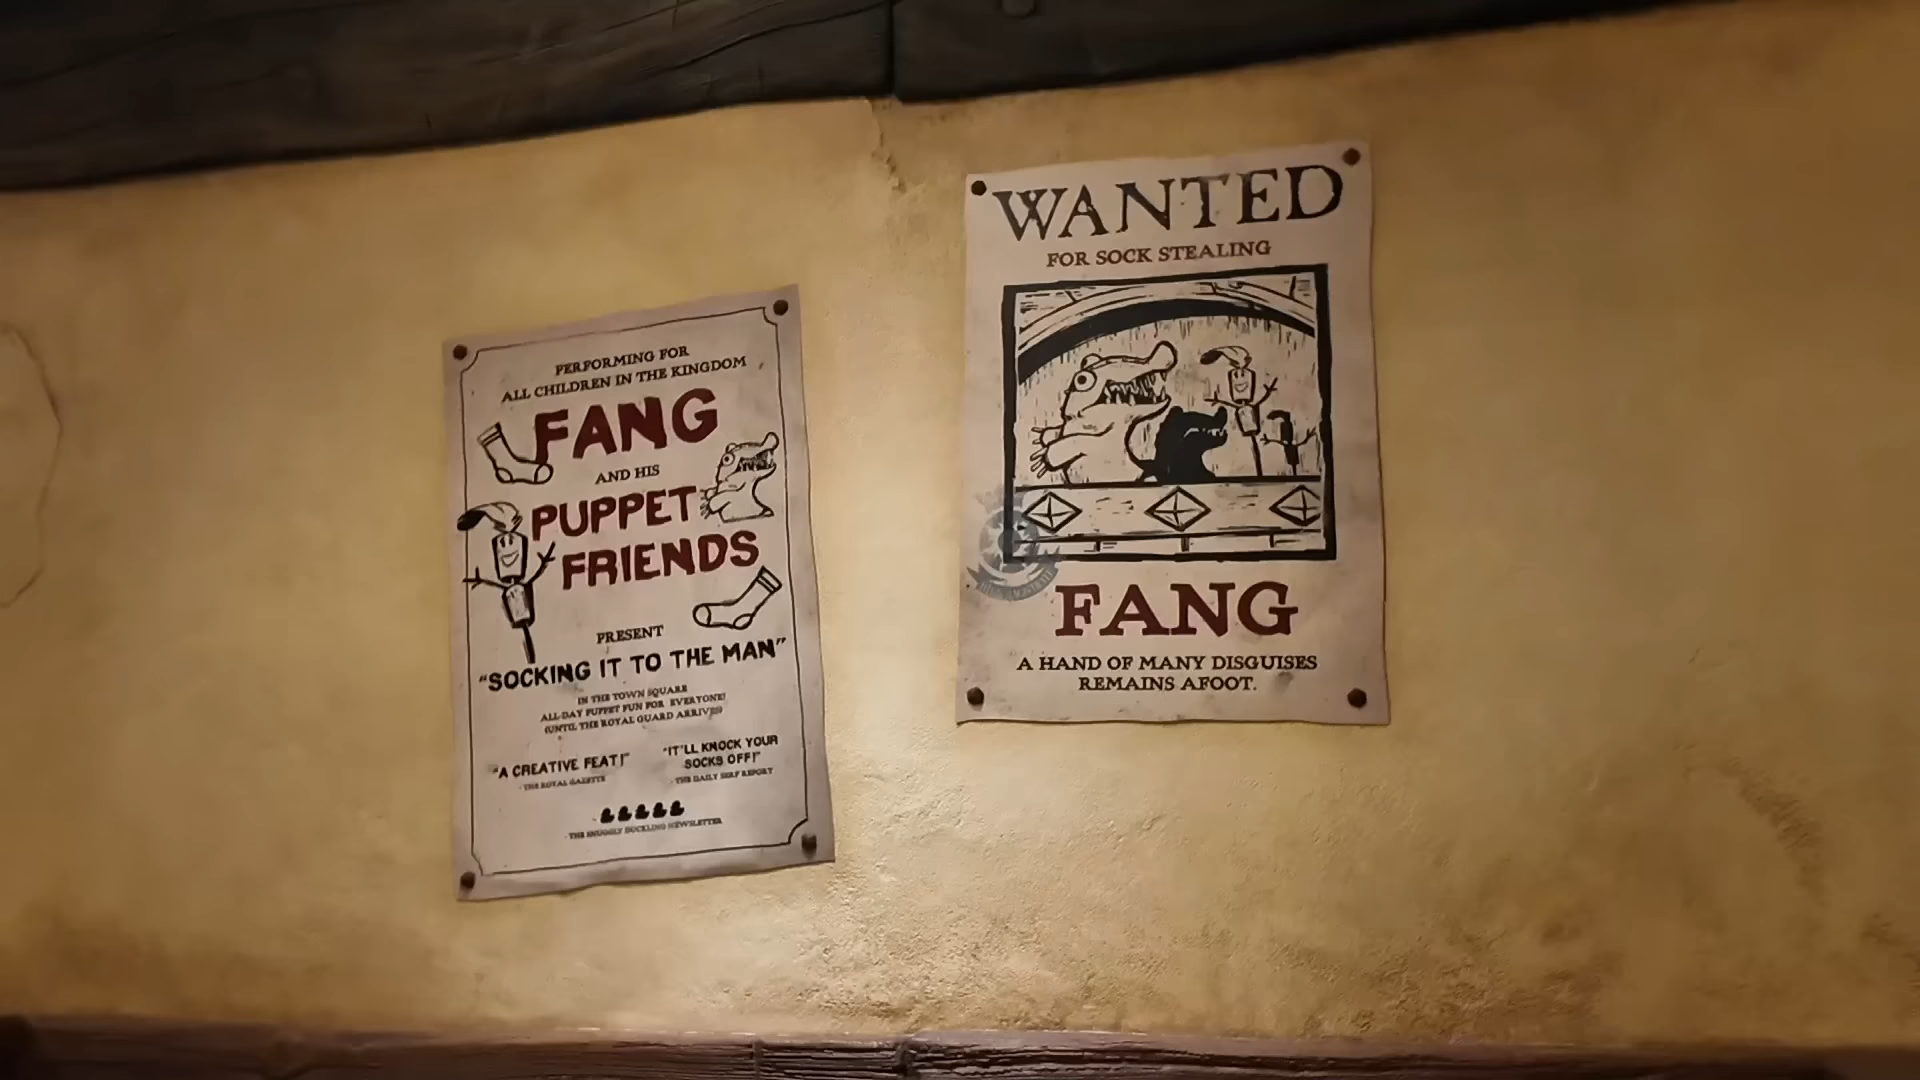 PERFORMING FOR
ALL CHILDREN IN THE KINGDOM
FANG
AND HIS
PUPPET
FRIENDS
PRESENT
"SOCKING IT TO THE MAN"
IN THE TOWN SQUARE
ALL-DAY PUPPET FUN FOR EVERYONE!
(UNTIL THE ROYAL GUARD ARRIVES)
"A CREATIVE FEAT!"
- THE ROYAL GAZETTE
"IT'LL KNOCK YOUR
SOCKS OFF!"
- THE DAILY SERF REPORT
- THE SNUGGLY DUCKLING NEWSLETTER
WANTED
FOR SOCK STEALING
FANG
A HAND OF MANY DISGUISES
REMAINS AFOOT.